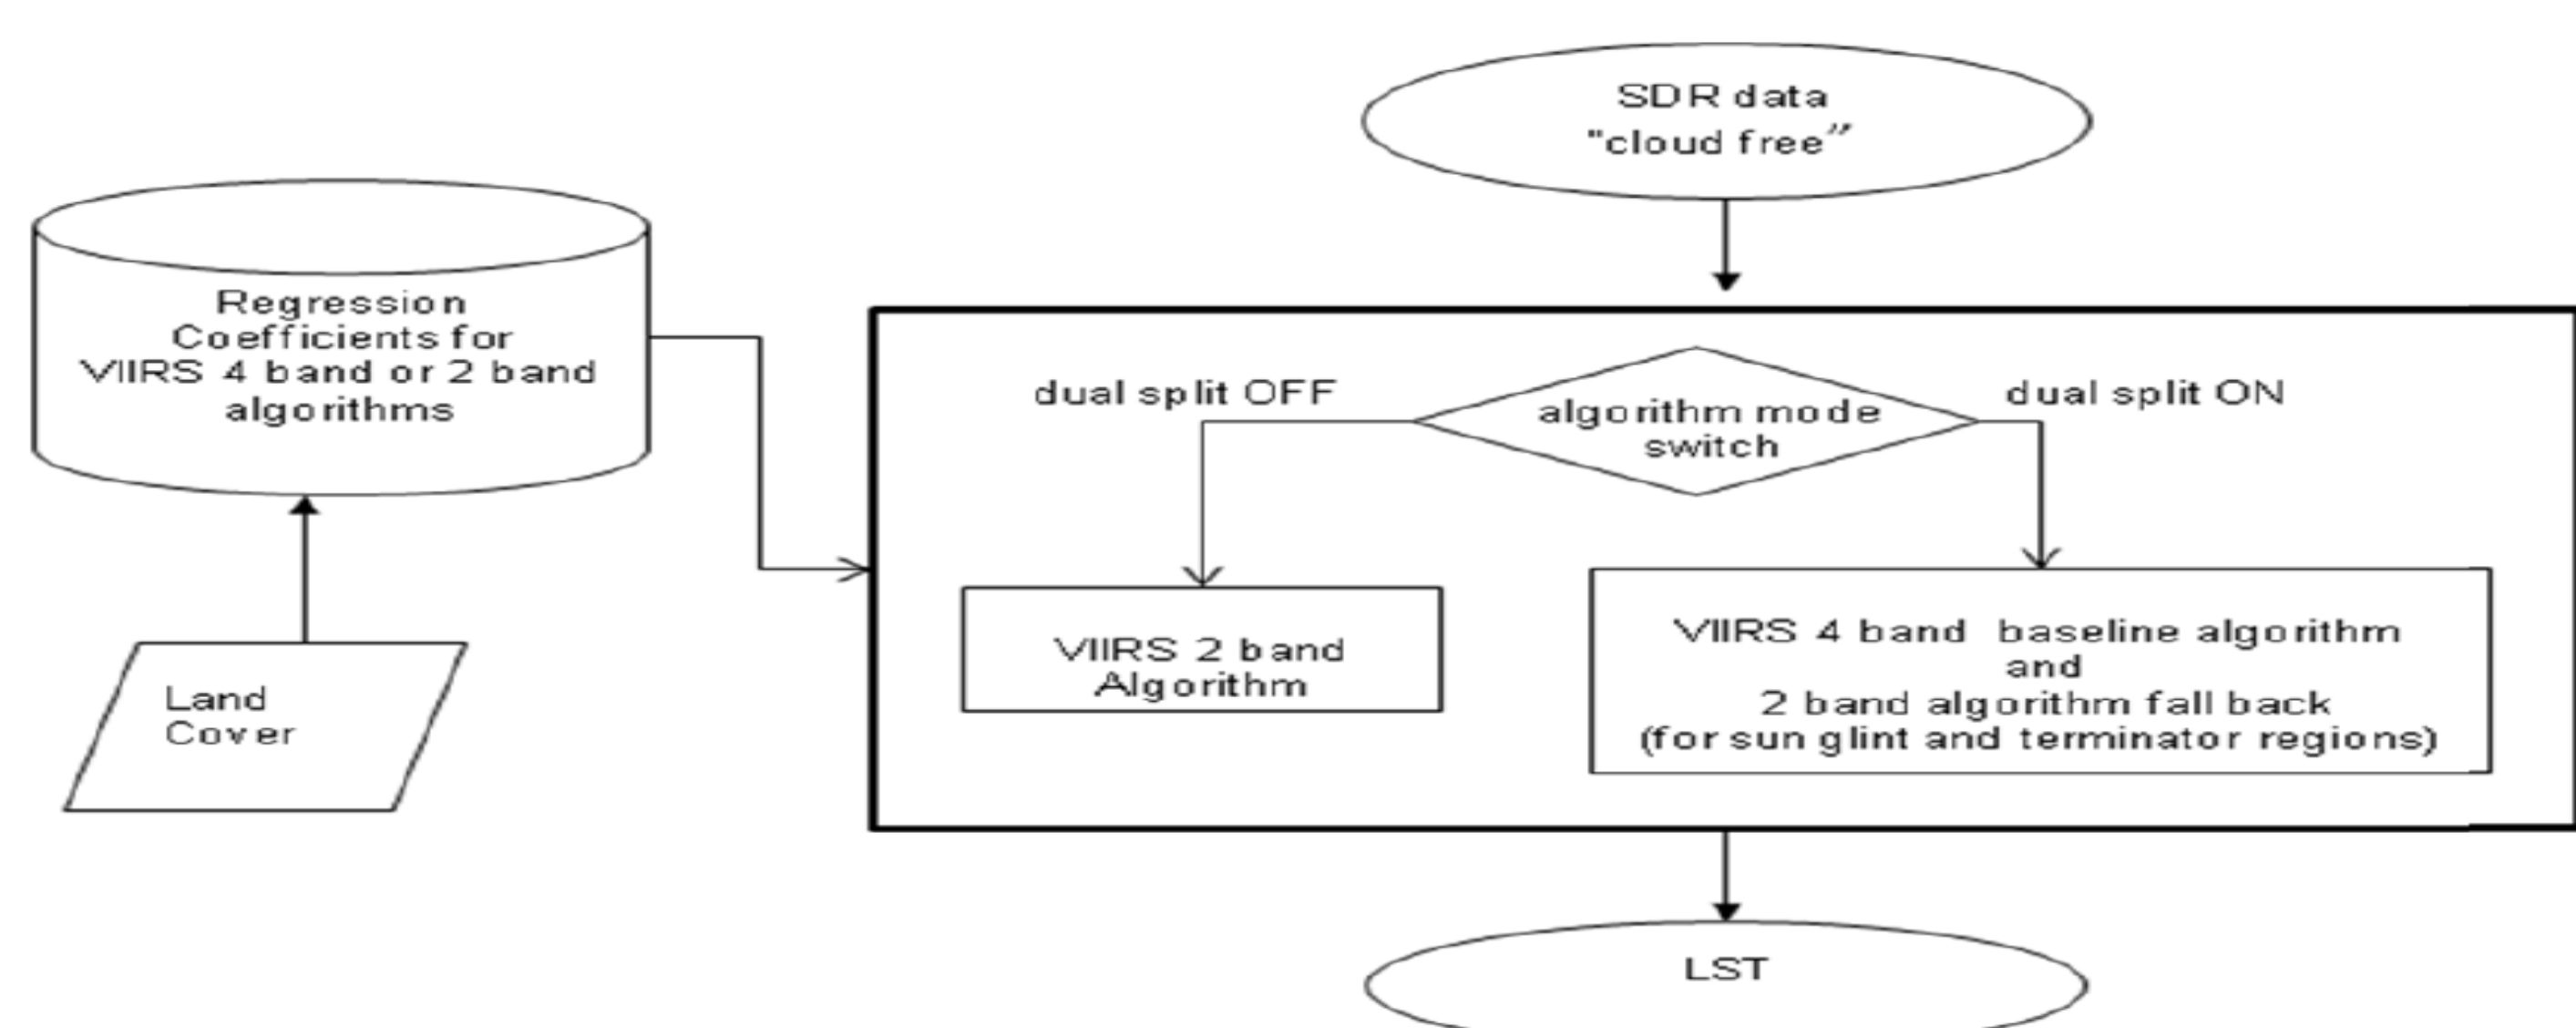 SDR data
"cloud free”
Regression
Coefficients for
VIIRS 4 band or 2 band
algorithms
dual split OFF
algorithm mode
switch
dual split ON
VIIRS 2 band
Algorithm
VIIRS 4 band baseline algorithm
and
2 band algorithm fall back
(for sun glint and terminator regions)
Land
Cover
LST